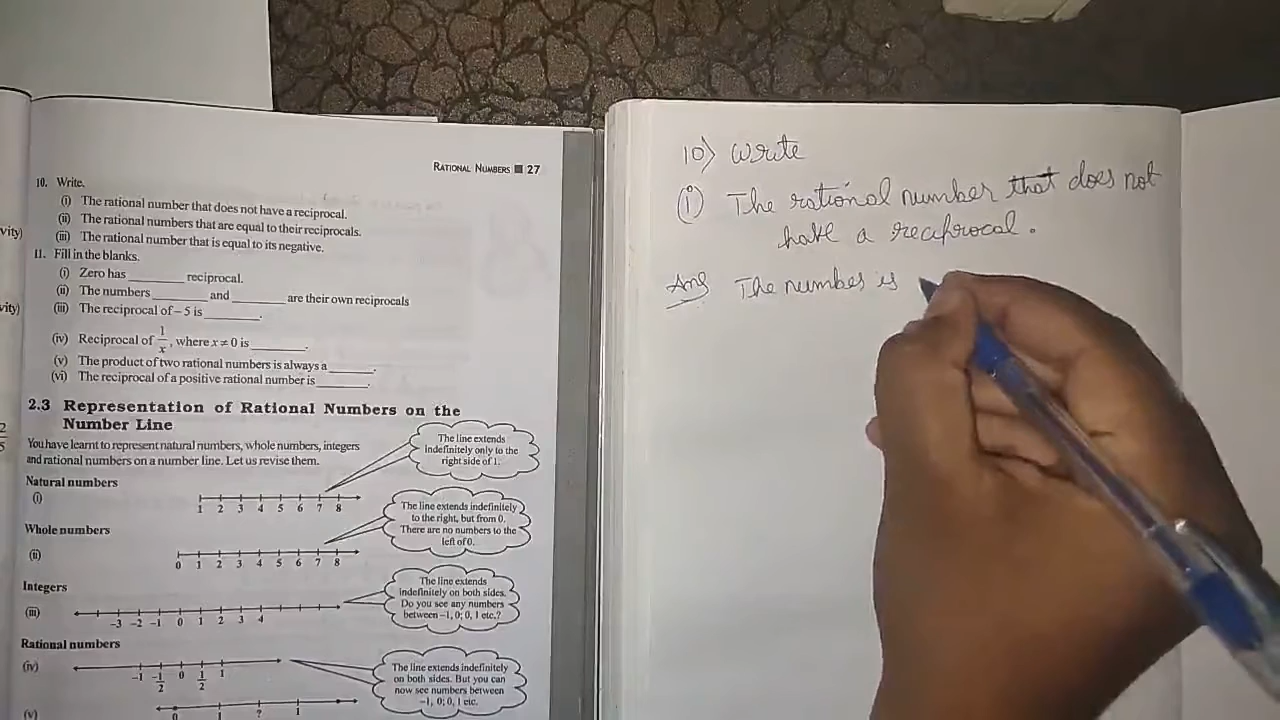 RATIONAL NUMBERS ■ 27
10. Write.
(i) The rational number that does not have a reciprocal.
(ii) The rational numbers that are equal to their reciprocals.
(iii) The rational number that is equal to its negative.
11. Fill in the blanks.
(i) Zero has ________ reciprocal.
(ii) The numbers ________ and ________ are their own reciprocals
(iii) The reciprocal of – 5 is ________.
(iv) Reciprocal of 1/x, where x ≠ 0 is ________.
(v) The product of two rational numbers is always a ________.
(vi) The reciprocal of a positive rational number is ________.
2.3 Representation of Rational Numbers on the
Number Line
You have learnt to represent natural numbers, whole numbers, integers
and rational numbers on a number line. Let us revise them.
The line extends
indefinitely only to the
right side of 1.
Natural numbers
(i)
1 2 3 4 5 6 7 8
The line extends indefinitely
to the right, but from 0.
There are no numbers to the
left of 0.
Whole numbers
(ii)
0 1 2 3 4 5 6 7 8
The line extends
indefinitely on both sides.
Do you see any numbers
between –1, 0; 0, 1 etc.?
Integers
(iii)
–3 –2 –1 0 1 2 3 4
Rational numbers
(iv)
–1 –1/2 0 1/2 1
The line extends indefinitely
on both sides. But you can
now see numbers between
–1, 0; 0, 1 etc.
(v)
vity)
vity)
2
5
10) Write
(i) The rational number that does not
have a reciprocal.
Ans The number is